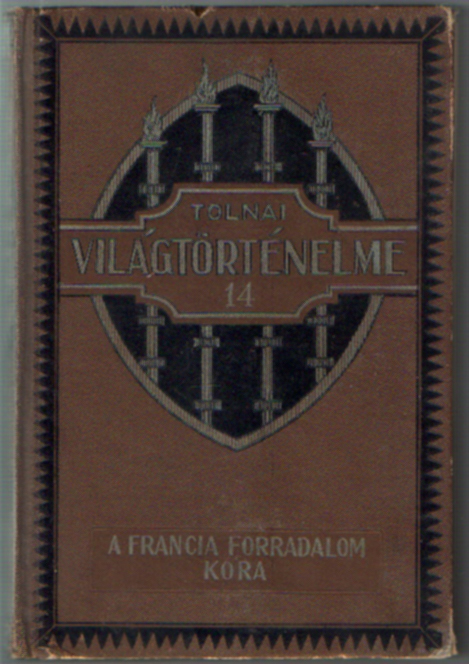 TOLNAI
VILÁGTÖRTÉNELME
14
A FRANCIA FORRADALOM
KORA